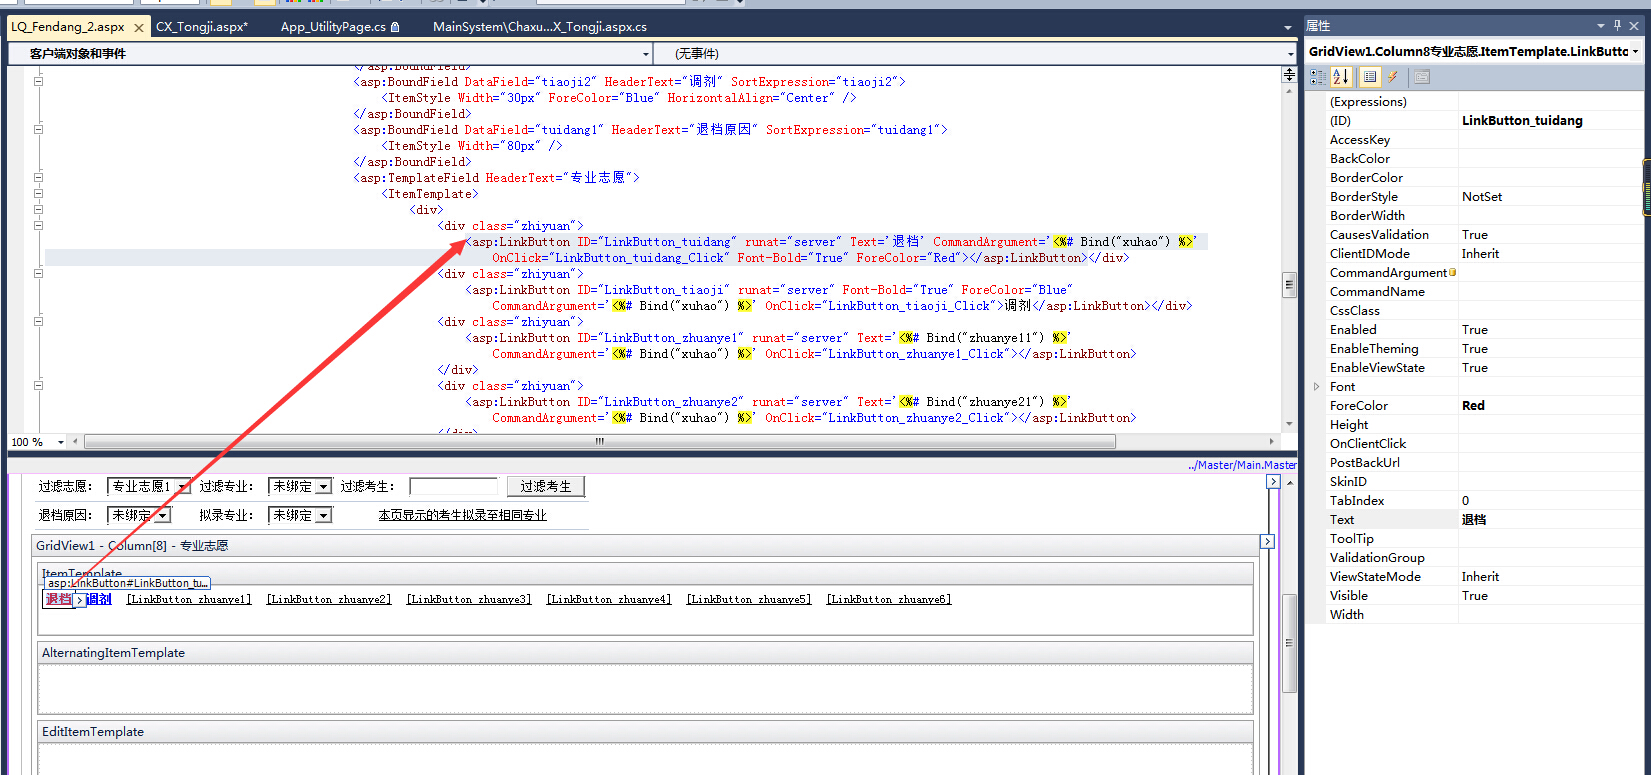 LQ_Fendang_2.aspx CX_Tongji.aspx* App_UtilityPage.cs MainSystem\Chaxu...X_Tongji.aspx.cs
客户端对象和事件 (无事件)
</asp:BoundField>
<asp:BoundField DataField="tiaoji2" HeaderText="调剂" SortExpression="tiaoji2">
<ItemStyle Width="30px" ForeColor="Blue" HorizontalAlign="Center" />
</asp:BoundField>
<asp:BoundField DataField="tuidang1" HeaderText="退档原因" SortExpression="tuidang1">
<ItemStyle Width="80px" />
</asp:BoundField>
<asp:TemplateField HeaderText="专业志愿">
<ItemTemplate>
<div>
<div class="zhiyuan">
<asp:LinkButton ID="LinkButton_tuidang" runat="server" Text='退档' CommandArgument='<%# Bind("xuhao") %>'
OnClick="LinkButton_tuidang_Click" Font-Bold="True" ForeColor="Red"></asp:LinkButton></div>
<div class="zhiyuan">
<asp:LinkButton ID="LinkButton_tiaoji" runat="server" Font-Bold="True" ForeColor="Blue"
CommandArgument='<%# Bind("xuhao") %>' OnClick="LinkButton_tiaoji_Click">调剂</asp:LinkButton></div>
<div class="zhiyuan">
<asp:LinkButton ID="LinkButton_zhuanye1" runat="server" Text='<%# Bind("zhuanye11") %>'
CommandArgument='<%# Bind("xuhao") %>' OnClick="LinkButton_zhuanye1_Click"></asp:LinkButton>
</div>
<div class="zhiyuan">
<asp:LinkButton ID="LinkButton_zhuanye2" runat="server" Text='<%# Bind("zhuanye21") %>'
CommandArgument='<%# Bind("xuhao") %>' OnClick="LinkButton_zhuanye2_Click"></asp:LinkButton>
</div>
100 %
../Master/Main.Master
过滤志愿: 专业志愿1 过滤专业: 未绑定 过滤考生: 过滤考生
退档原因: 未绑定 拟录专业: 未绑定 本页显示的考生拟录至相同专业
GridView1 - Column[8] - 专业志愿
ItemTemplate
asp:LinkButton#LinkButton_tu...
退档 调剂 [LinkButton_zhuanye1] [LinkButton_zhuanye2] [LinkButton_zhuanye3] [LinkButton_zhuanye4] [LinkButton_zhuanye5] [LinkButton_zhuanye6]
AlternatingItemTemplate
EditItemTemplate
属性
GridView1.Column8专业志愿.ItemTemplate.LinkButto
(Expressions)
(ID) LinkButton_tuidang
AccessKey
BackColor
BorderColor
BorderStyle NotSet
BorderWidth
CausesValidation True
ClientIDMode Inherit
CommandArgument
CommandName
CssClass
Enabled True
EnableTheming True
EnableViewState True
Font
ForeColor Red
Height
OnClientClick
PostBackUrl
SkinID
TabIndex 0
Text 退档
ToolTip
ValidationGroup
ViewStateMode Inherit
Visible True
Width